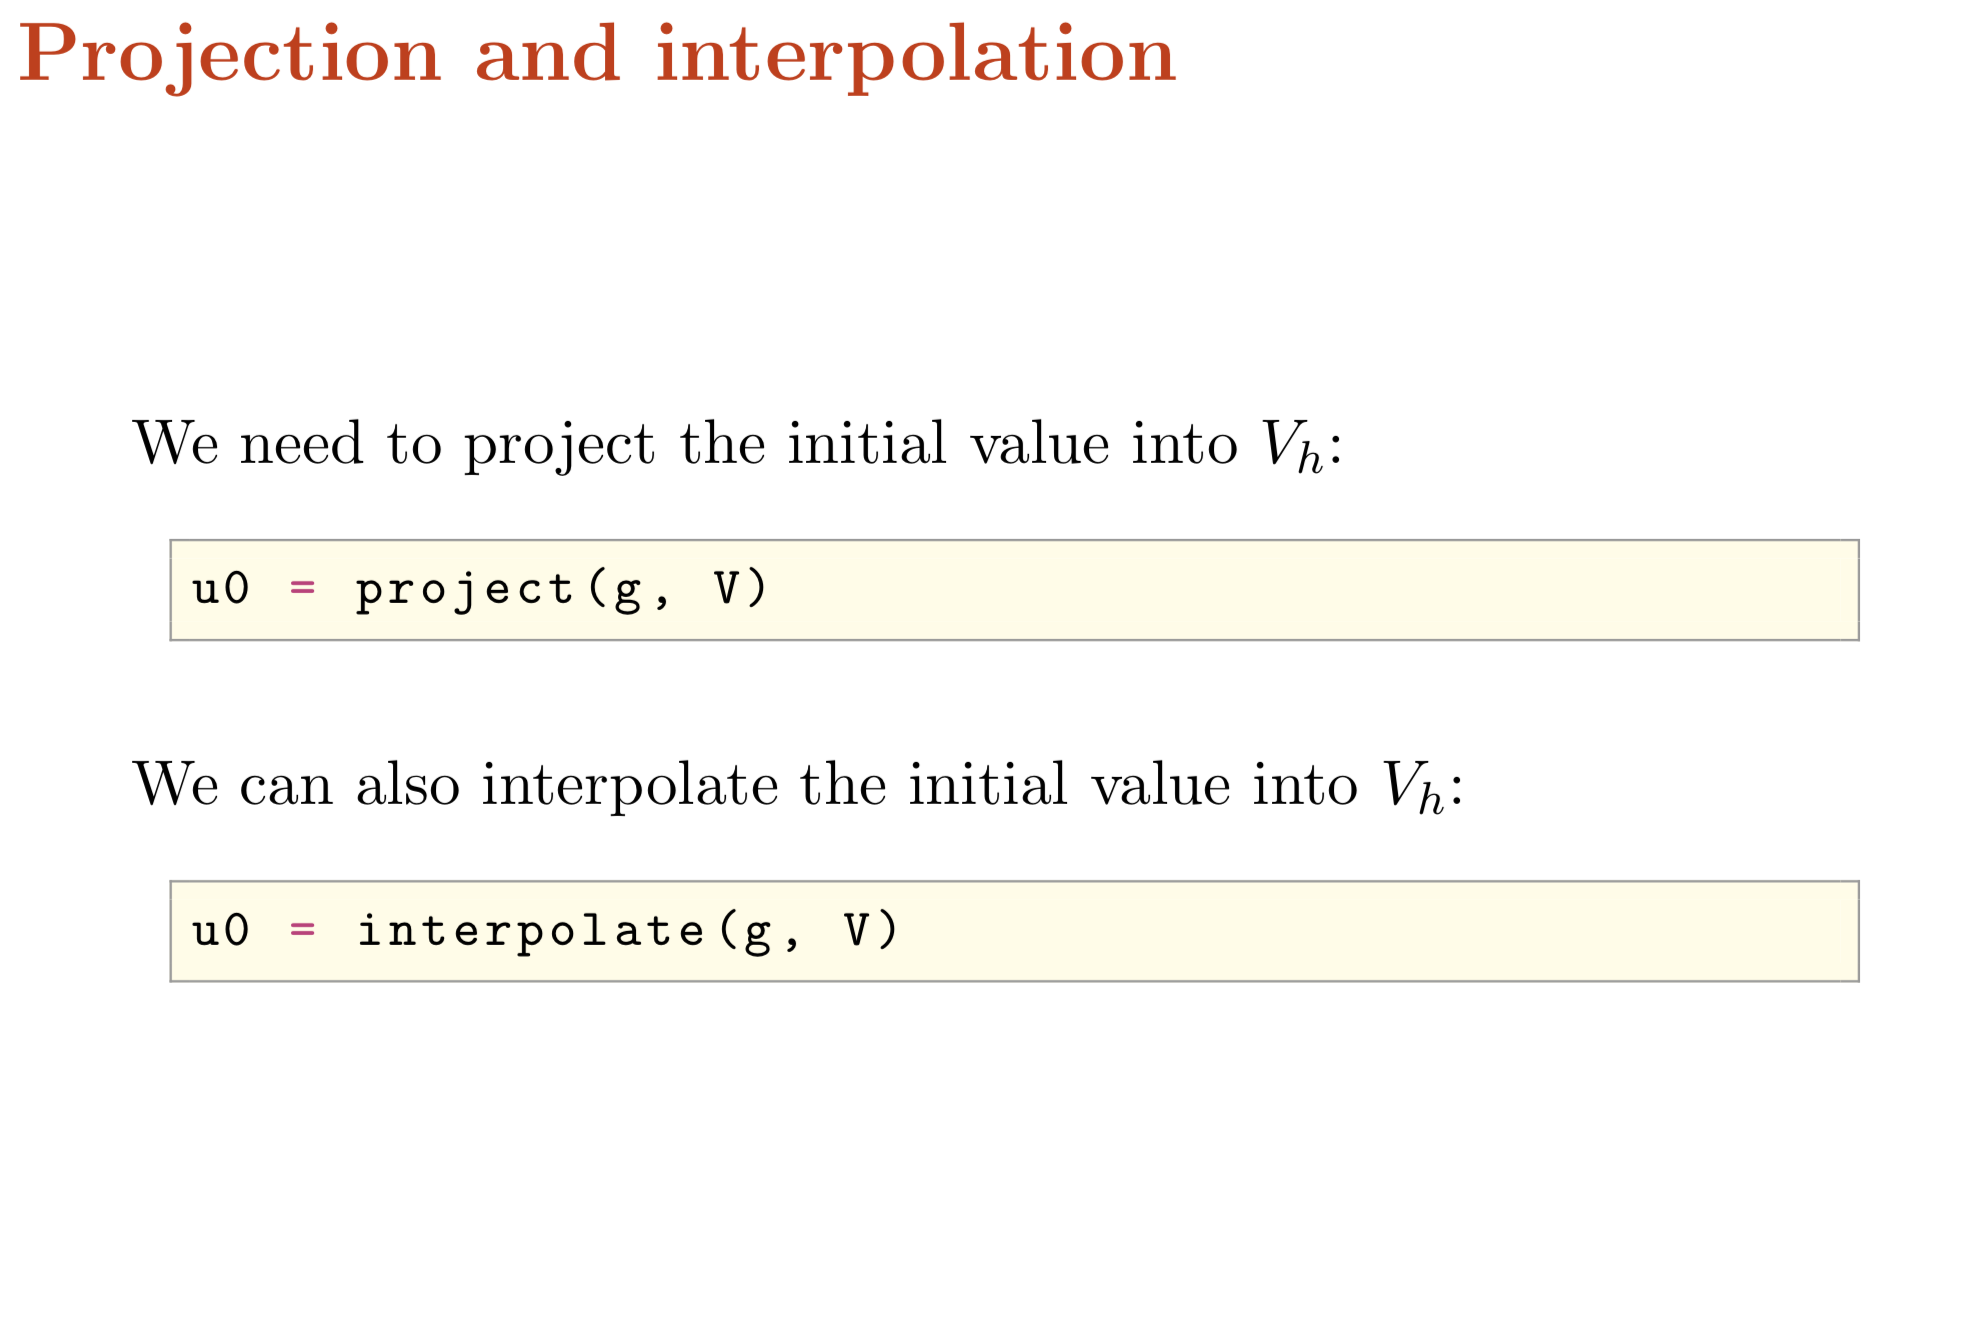 Projection and interpolation
We need to project the initial value into $V_h$:
u0 = project(g, V)
We can also interpolate the initial value into $V_h$:
u0 = interpolate(g, V)